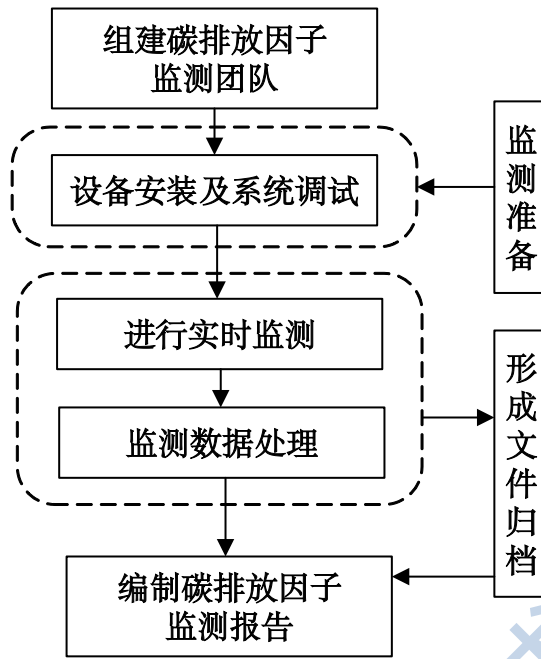 组建碳排放因子
监测团队
设备安装及系统调试
监测准备
进行实时监测
监测数据处理
形成文件归档
编制碳排放因子
监测报告